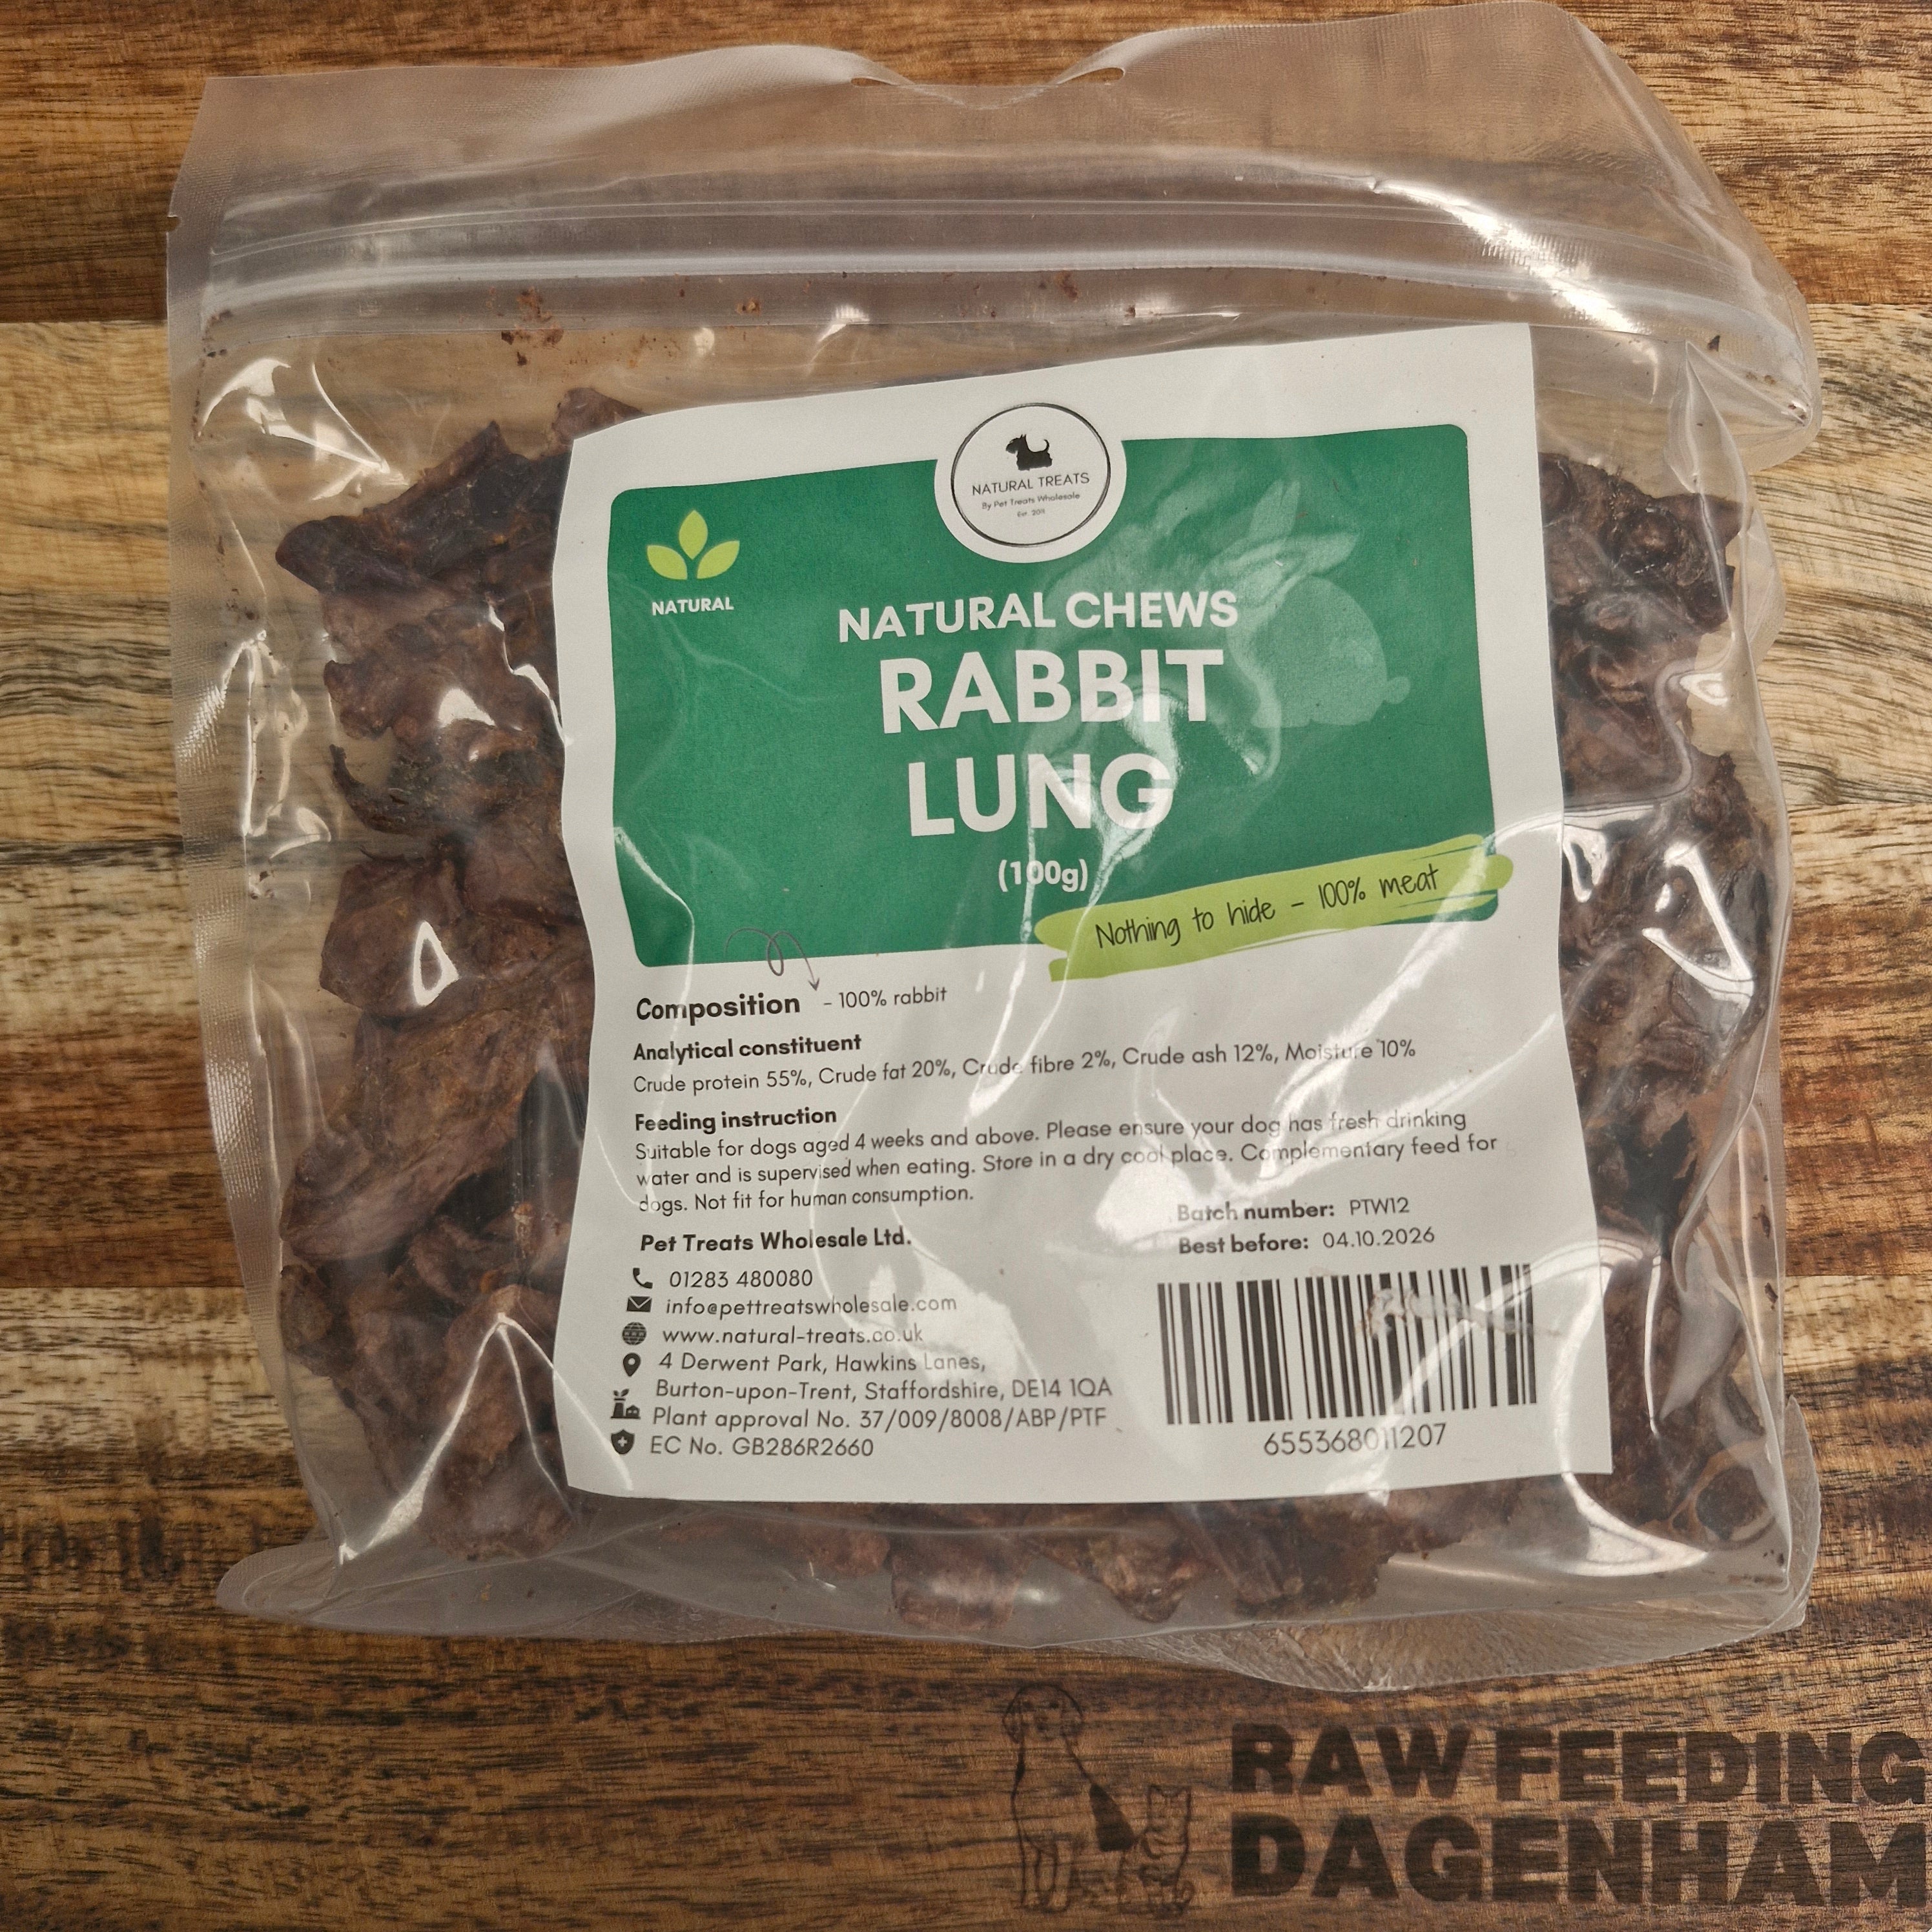 NATURAL TREATS
By Pet Treats Wholesale
Est. 2011
NATURAL
NATURAL CHEWS
RABBIT
LUNG
(100g)
Nothing to hide - 100% meat
Composition - 100% rabbit
Analytical constituent
Crude protein 55%, Crude fat 20%, Crude fibre 2%, Crude ash 12%, Moisture 10%
Feeding instruction
Suitable for dogs aged 4 weeks and above. Please ensure your dog has fresh drinking
water and is supervised when eating. Store in a dry cool place. Complementary feed for
dogs. Not fit for human consumption.
Pet Treats Wholesale Ltd.
01283 480080
info@pettreatswholesale.com
www.natural-treats.co.uk
4 Derwent Park, Hawkins Lanes,
Burton-upon-Trent, Staffordshire, DE14 1QA
Plant approval No. 37/009/8008/ABP/PTF
EC No. GB286R2660
Batch number: PTW12
Best before: 04.10.2026
655368011207
RAW FEEDING
DAGENHAM